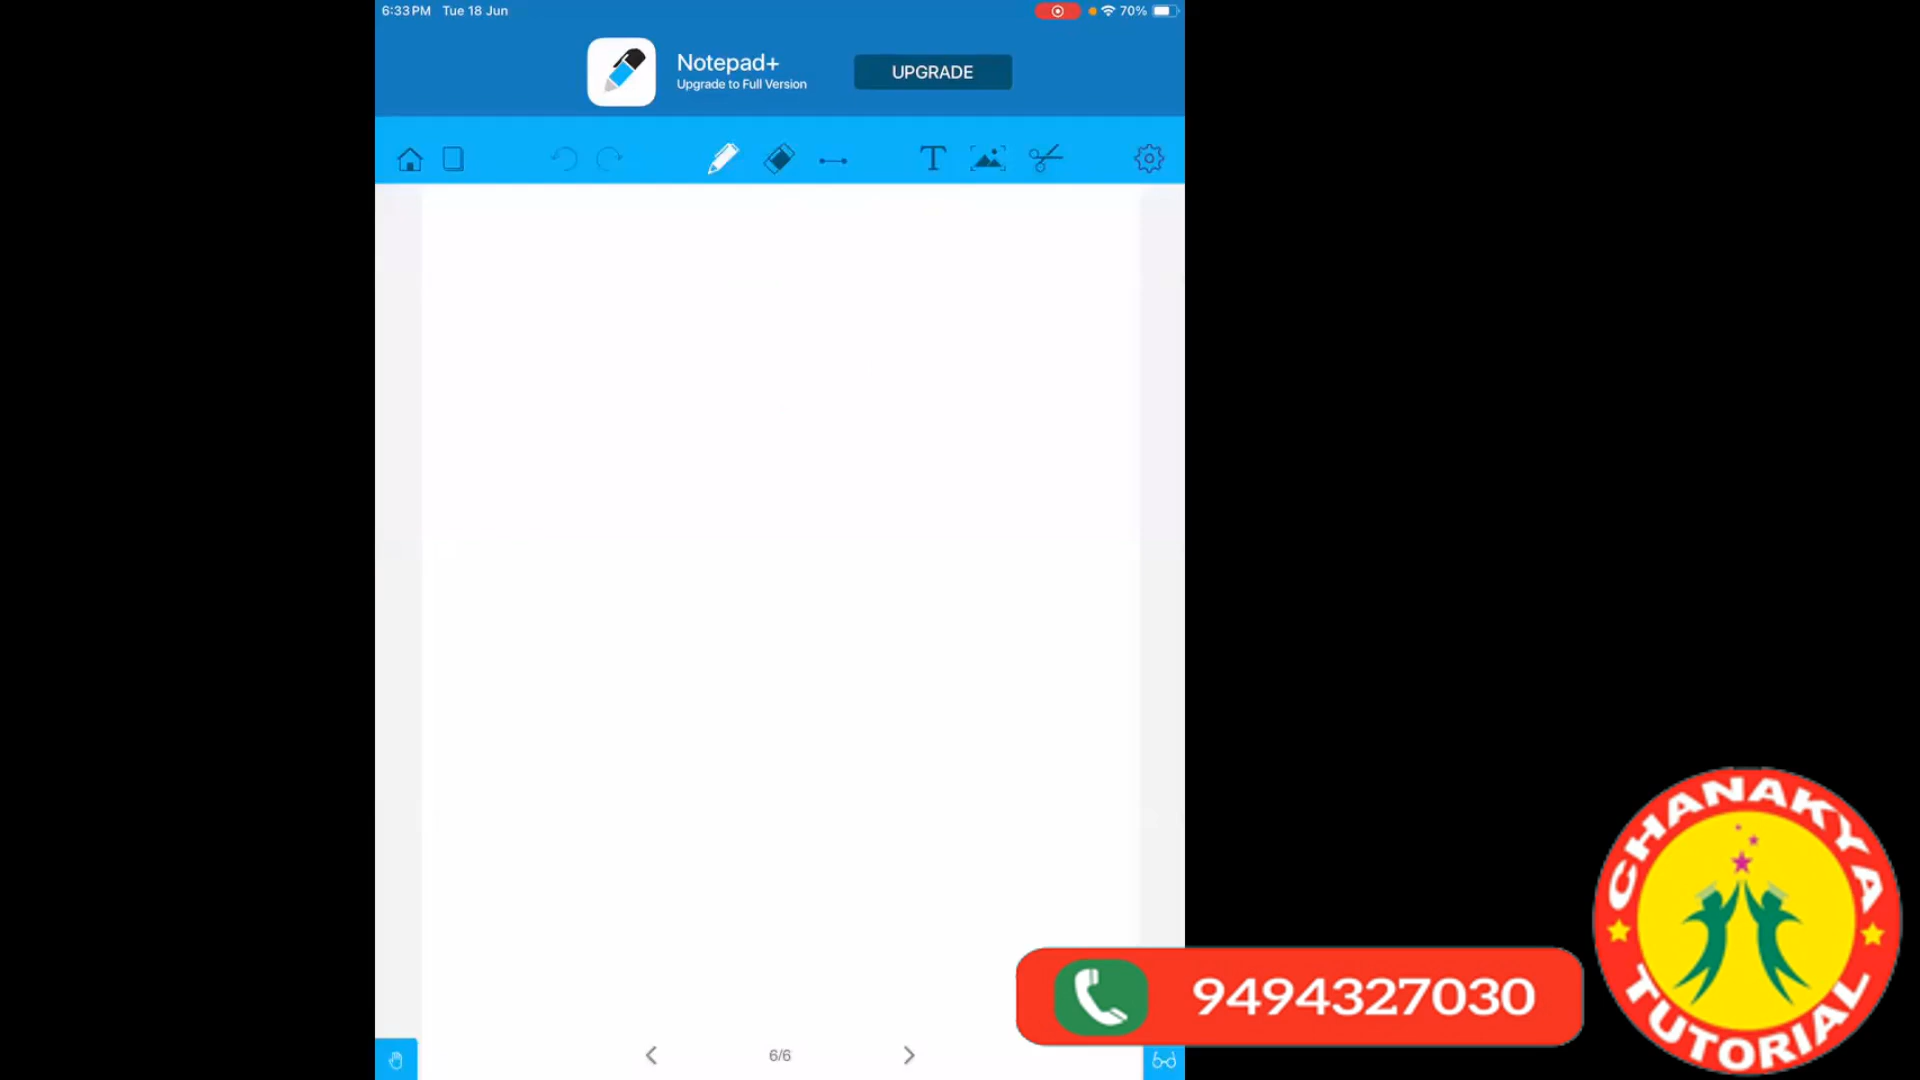 6:33 PM Tue 18 Jun
70%
Notepad+
Upgrade to Full Version
UPGRADE
T
6/6
9494327030
CHANAKYA
TUTORIAL